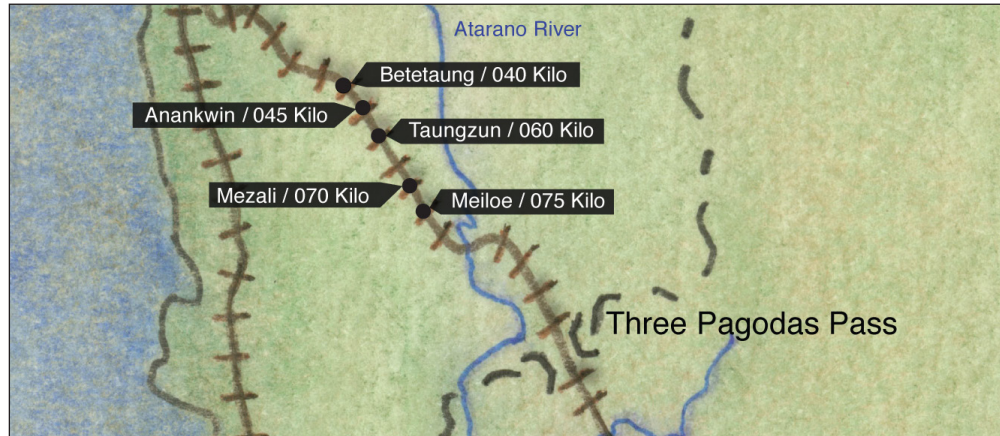 Atarano River
Betetaung / 040 Kilo
Anankwin / 045 Kilo
Taungzun / 060 Kilo
Mezali / 070 Kilo
Meiloe / 075 Kilo
Three Pagodas Pass